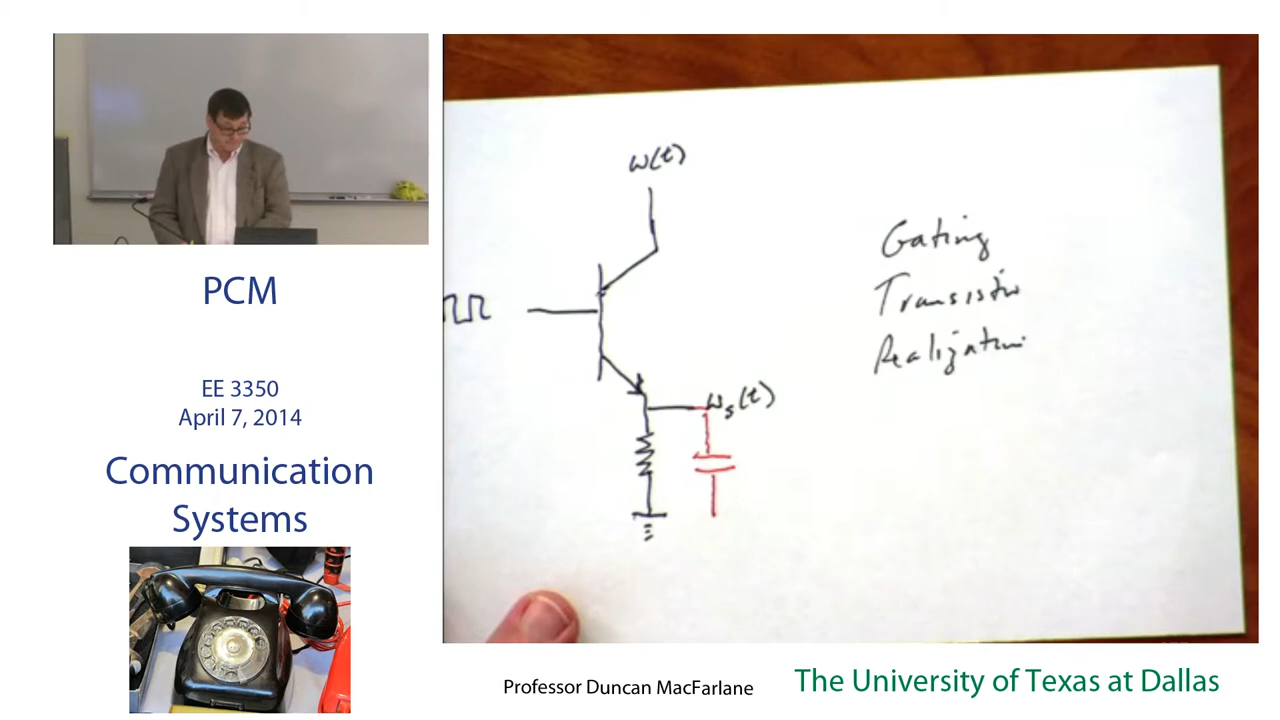 PCM
EE 3350
April 7, 2014
Communication
Systems
w(t)
ws(t)
Gating
Transistor
Realization
Professor Duncan MacFarlane
The University of Texas at Dallas